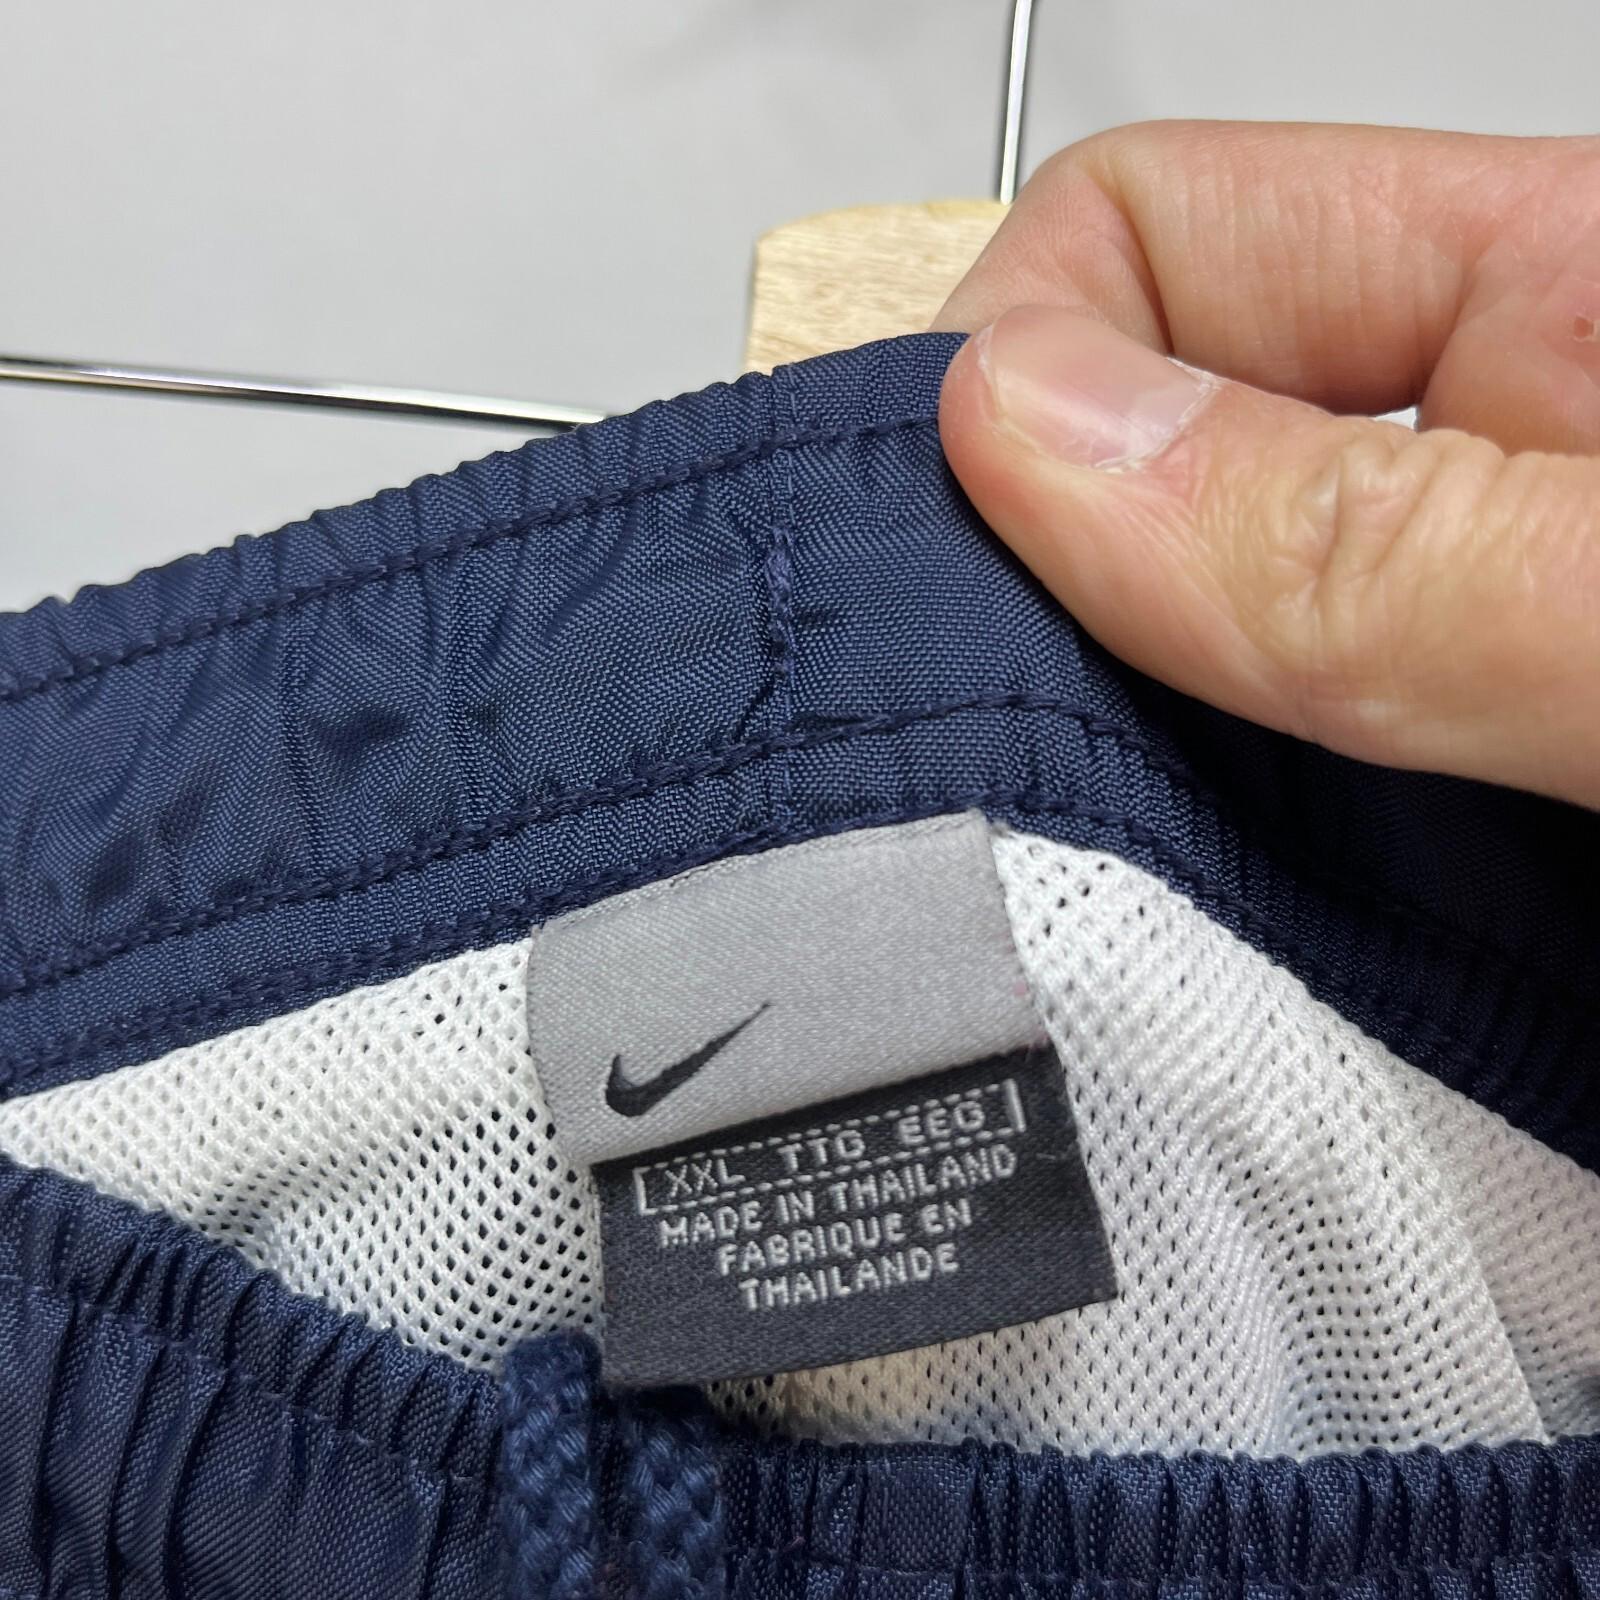 XXL TTG EEG
MADE IN THAILAND
FABRIQUE EN
THAILANDE